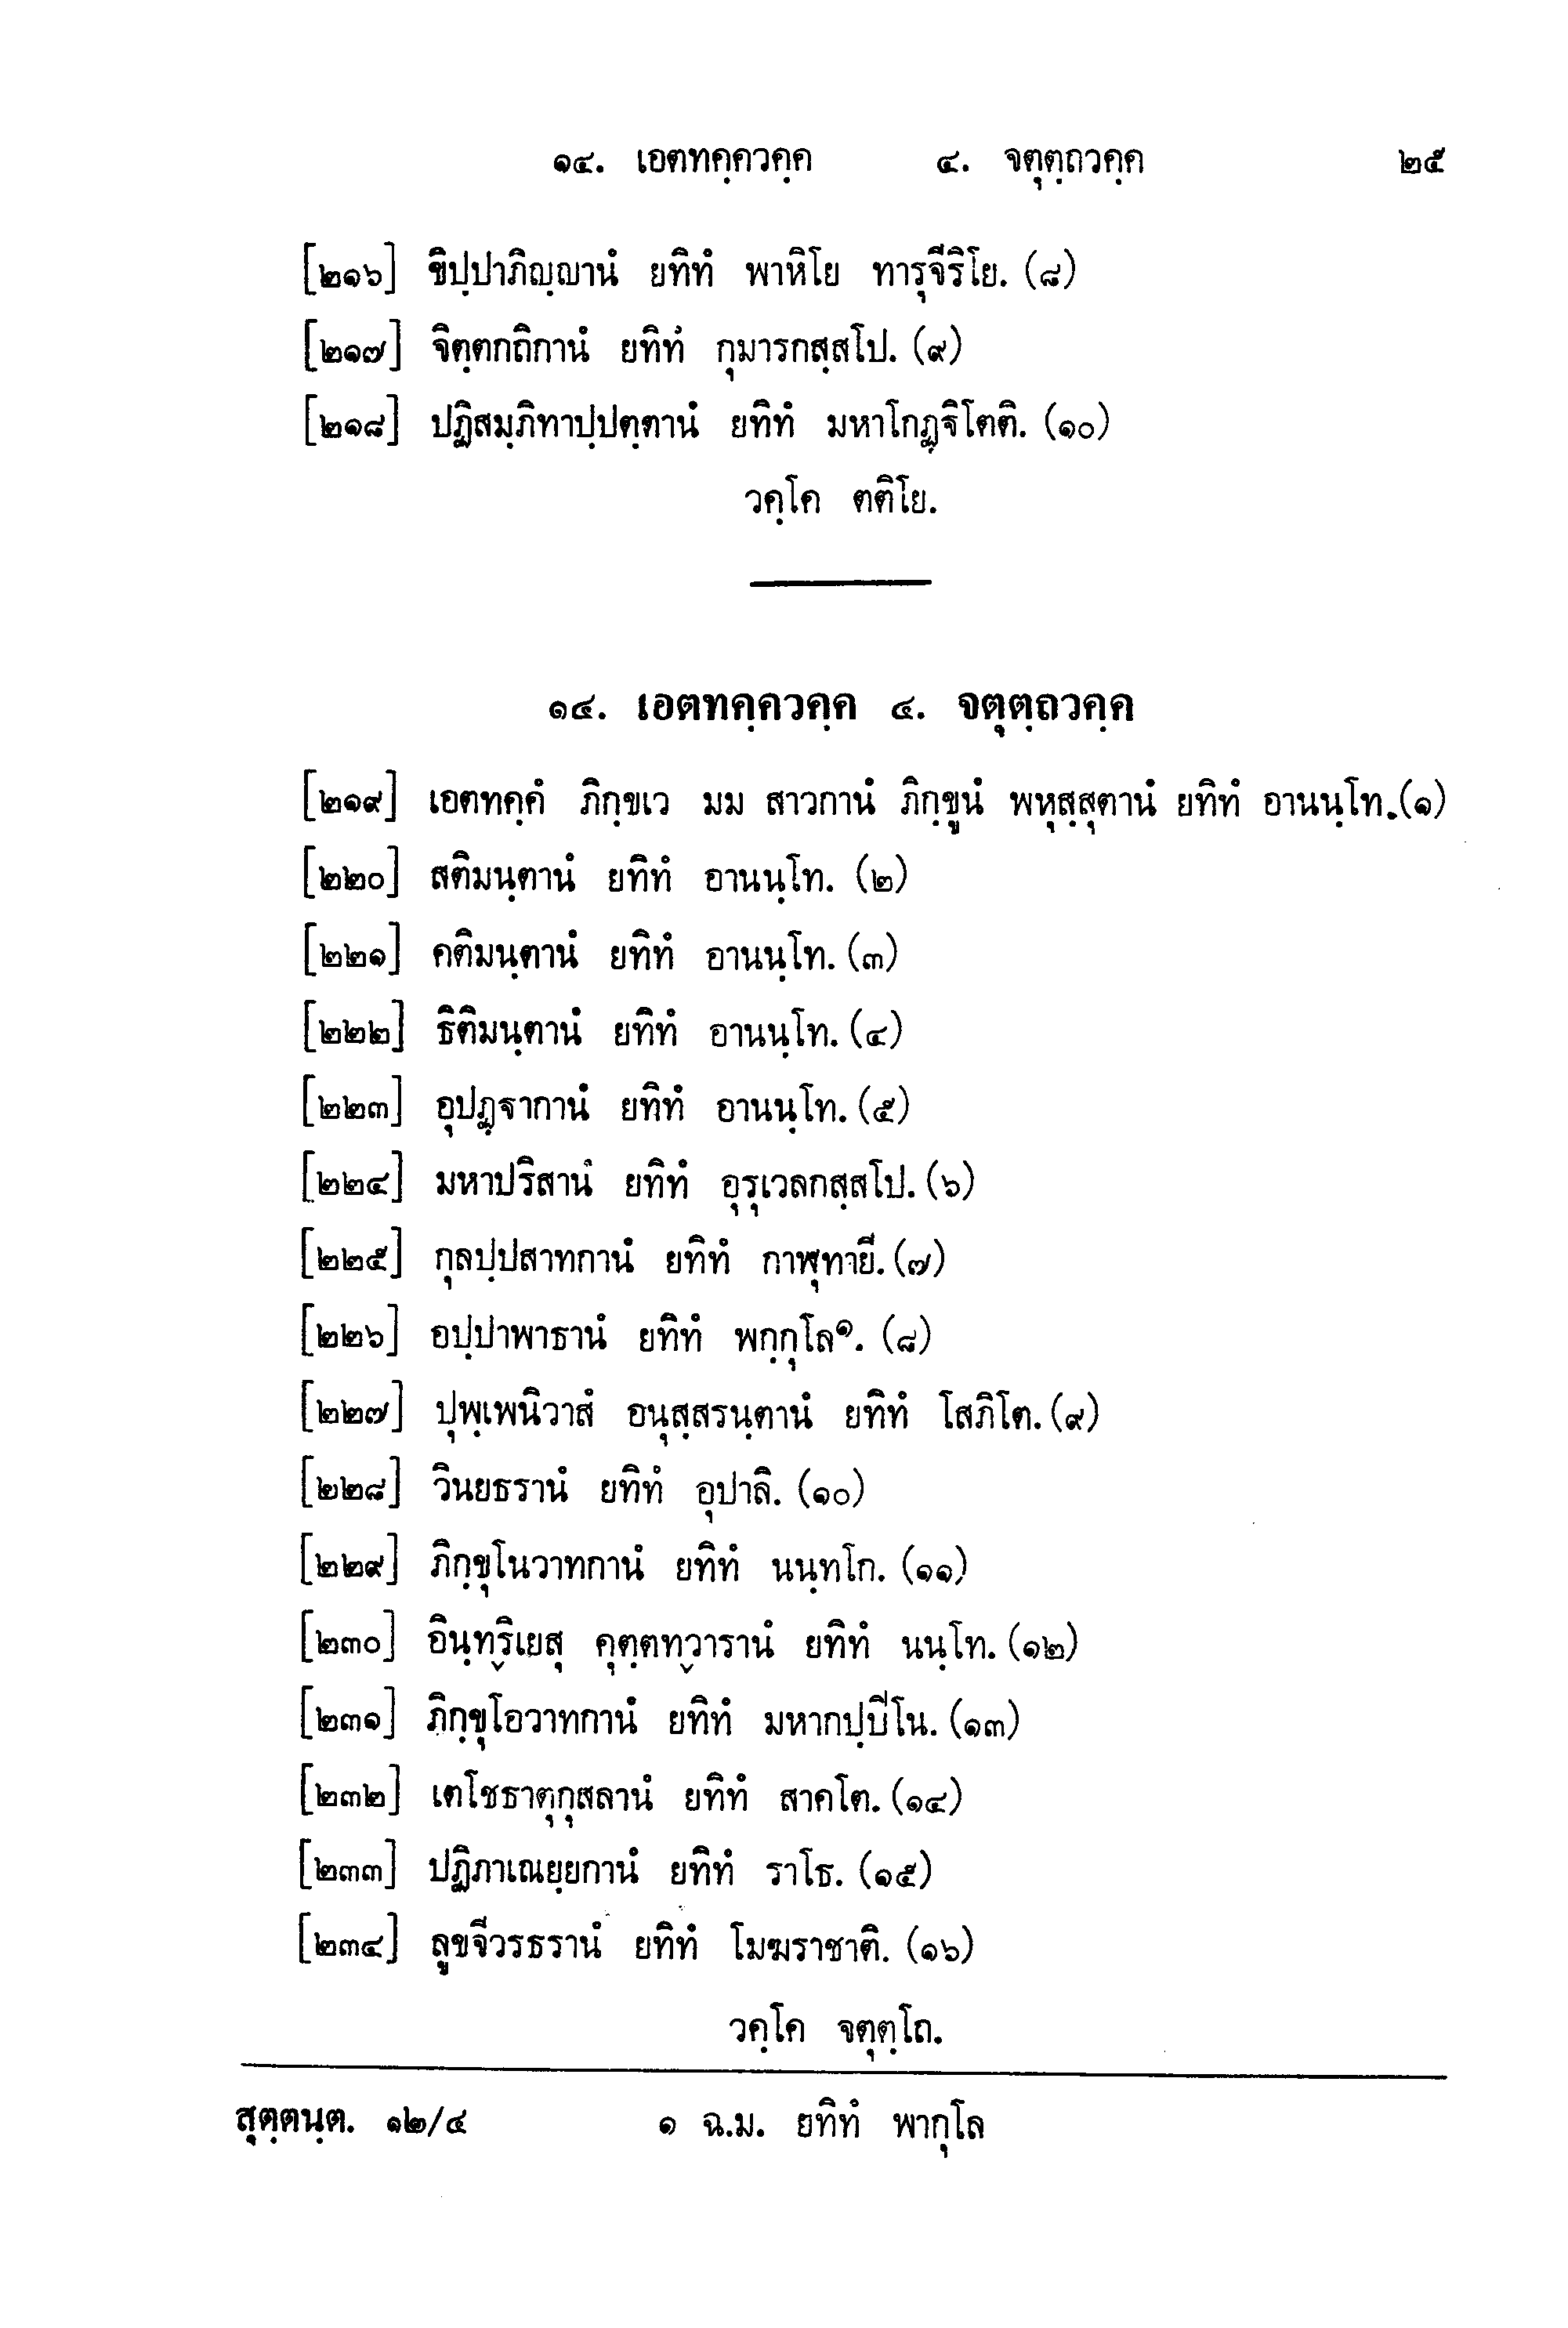 ๑๔. เอตทคฺควคฺค ๔. จตุตฺถวคฺค ๒๕
[๒๑๖] ขิปฺปาภิญฺญานํ ยทิทํ พาหิโย ทารุจีริโย. (๘)
[๒๑๗] จิตฺตกถิกานํ ยทิทํ กุมารกสฺสโป. (๙)
[๒๑๘] ปฏิสมฺภิทาปฺปตฺตานํ ยทิทํ มหาโกฏฺฐิโตติ. (๑๐)
วคฺโค ตติโย.
๑๔. เอตทคฺควคฺค ๔. จตุตฺถวคฺค
[๒๑๙] เอตทคฺคํ ภิกฺขเว มม สาวกานํ ภิกฺขูนํ พหุสฺสุตานํ ยทิทํ อานนฺโท.(๑)
[๒๒๐] สติมนฺตานํ ยทิทํ อานนฺโท. (๒)
[๒๒๑] คติมนฺตานํ ยทิทํ อานนฺโท. (๓)
[๒๒๒] ธิติมนฺตานํ ยทิทํ อานนฺโท. (๔)
[๒๒๓] อุปฏฺฐากานํ ยทิทํ อานนฺโท. (๕)
[๒๒๔] มหาปริสานํ ยทิทํ อุรุเวลกสฺสโป. (๖)
[๒๒๕] กุลปฺปสาทกานํ ยทิทํ กาฬุทายี. (๗)
[๒๒๖] อปฺปาพาธานํ ยทิทํ พกฺกุโล๑. (๘)
[๒๒๗] ปุพฺเพนิวาสํ อนุสฺสรนฺตานํ ยทิทํ โสภิโต. (๙)
[๒๒๘] วินยธรานํ ยทิทํ อุปาลิ. (๑๐)
[๒๒๙] ภิกฺขุโนวาทกานํ ยทิทํ นนฺทโก. (๑๑)
[๒๓๐] อินฺทฺริเยสุ คุตฺตทฺวารานํ ยทิทํ นนฺโท. (๑๒)
[๒๓๑] ภิกฺขุโอวาทกานํ ยทิทํ มหากปฺปิโน. (๑๓)
[๒๓๒] เตโชธาตุกุสลานํ ยทิทํ สาคโต. (๑๔)
[๒๓๓] ปฏิภาเณยฺยกานํ ยทิทํ ราโธ. (๑๕)
[๒๓๔] ลูขจีวรธรานํ ยทิทํ โมฆราชาติ. (๑๖)
วคฺโค จตุตฺโถ.
สุตฺตนฺต. ๑๒/๔ ๑ ฉ.ม. ยทิทํ พากุโล